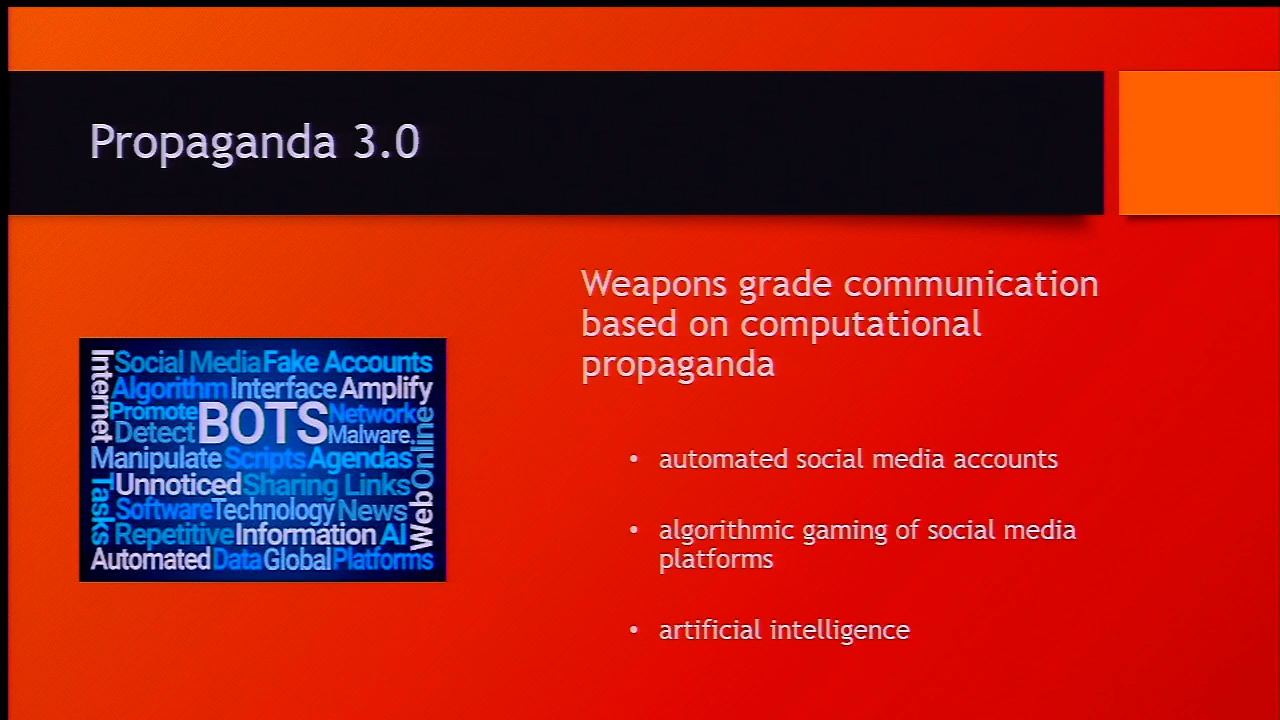 Propaganda 3.0
Weapons grade communication
based on computational
propaganda
• automated social media accounts
• algorithmic gaming of social media
platforms
• artificial intelligence
Internet
Social Media Fake Accounts
Algorithm Interface Amplify
Promote BOTS Network
Detect Malware
Manipulate Scripts Agendas
Online
Tasks
Unnoticed Sharing Links
Software Technology News
Repetitive Information AI
Web
Automated Data Global Platforms